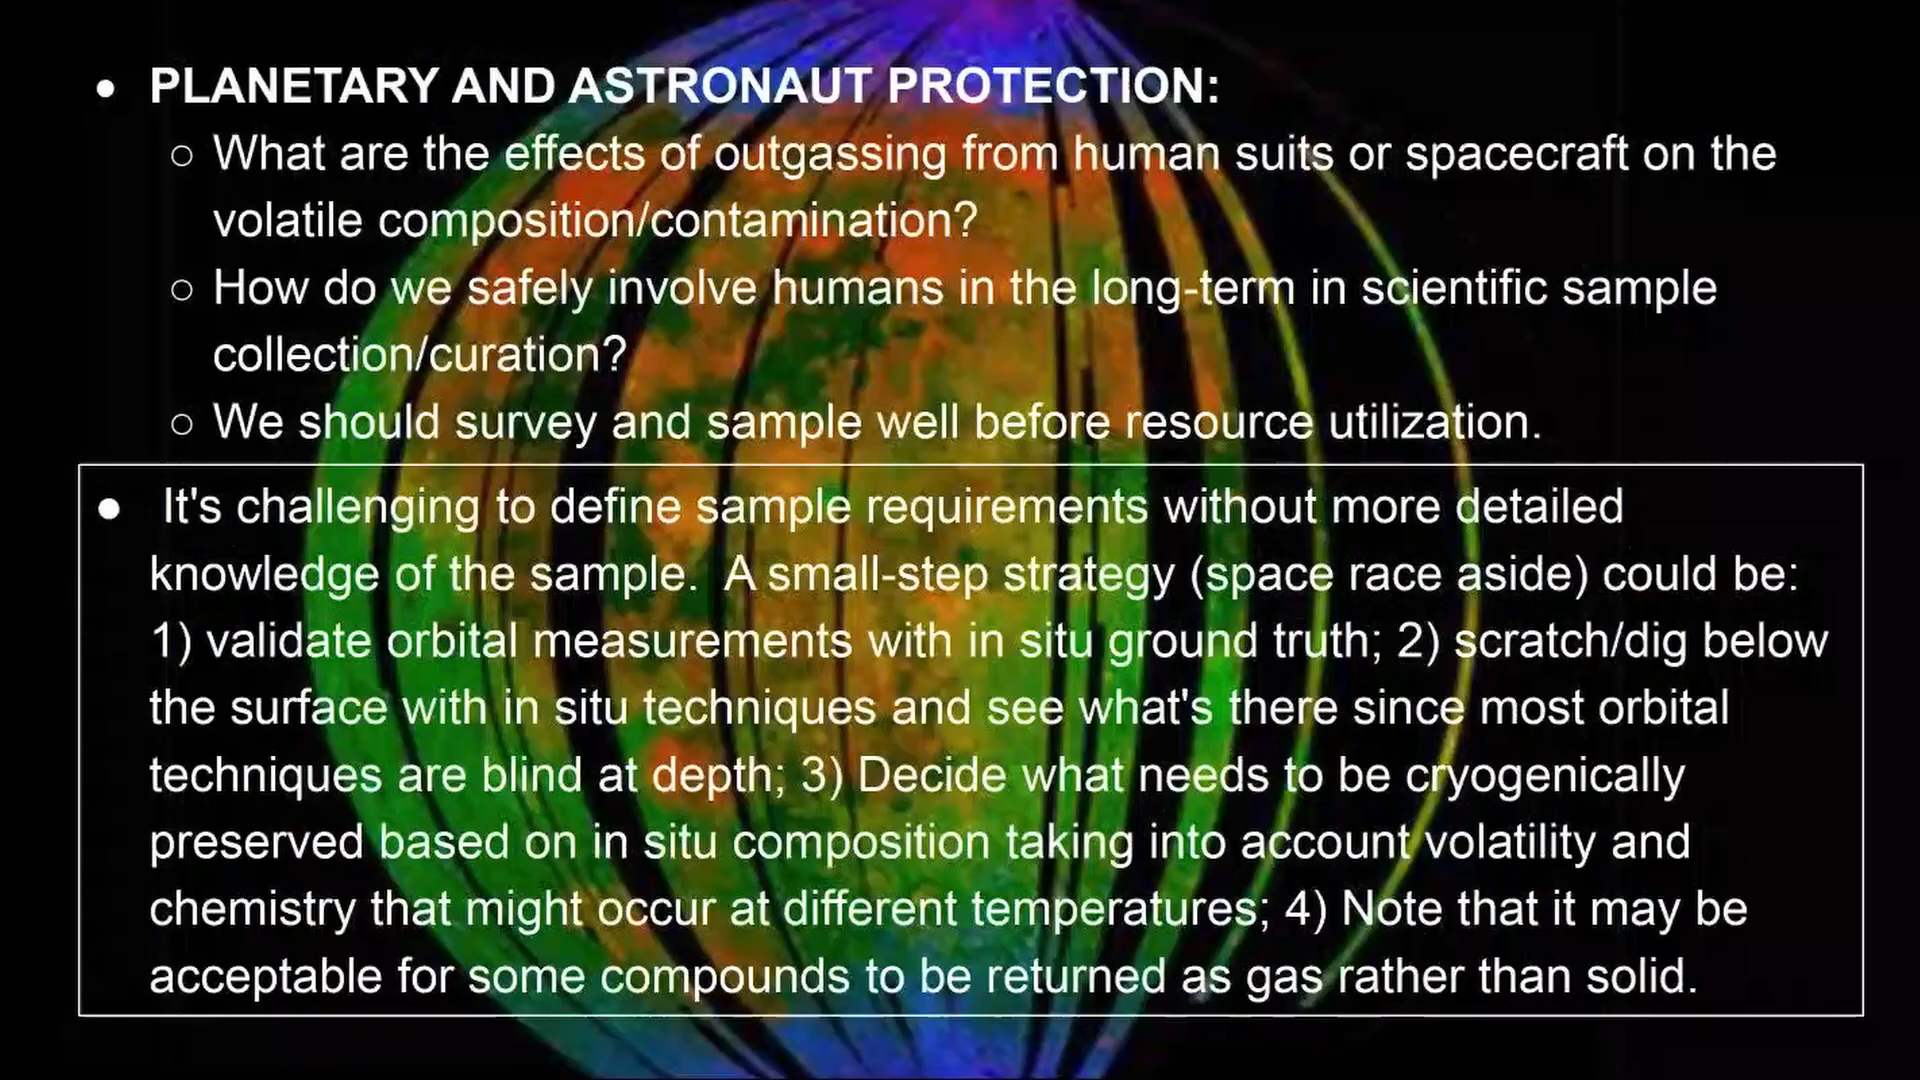 ● PLANETARY AND ASTRONAUT PROTECTION:
○ What are the effects of outgassing from human suits or spacecraft on the
volatile composition/contamination?
○ How do we safely involve humans in the long-term in scientific sample
collection/curation?
○ We should survey and sample well before resource utilization.
● It's challenging to define sample requirements without more detailed
knowledge of the sample. A small-step strategy (space race aside) could be:
1) validate orbital measurements with in situ ground truth; 2) scratch/dig below
the surface with in situ techniques and see what's there since most orbital
techniques are blind at depth; 3) Decide what needs to be cryogenically
preserved based on in situ composition taking into account volatility and
chemistry that might occur at different temperatures; 4) Note that it may be
acceptable for some compounds to be returned as gas rather than solid.